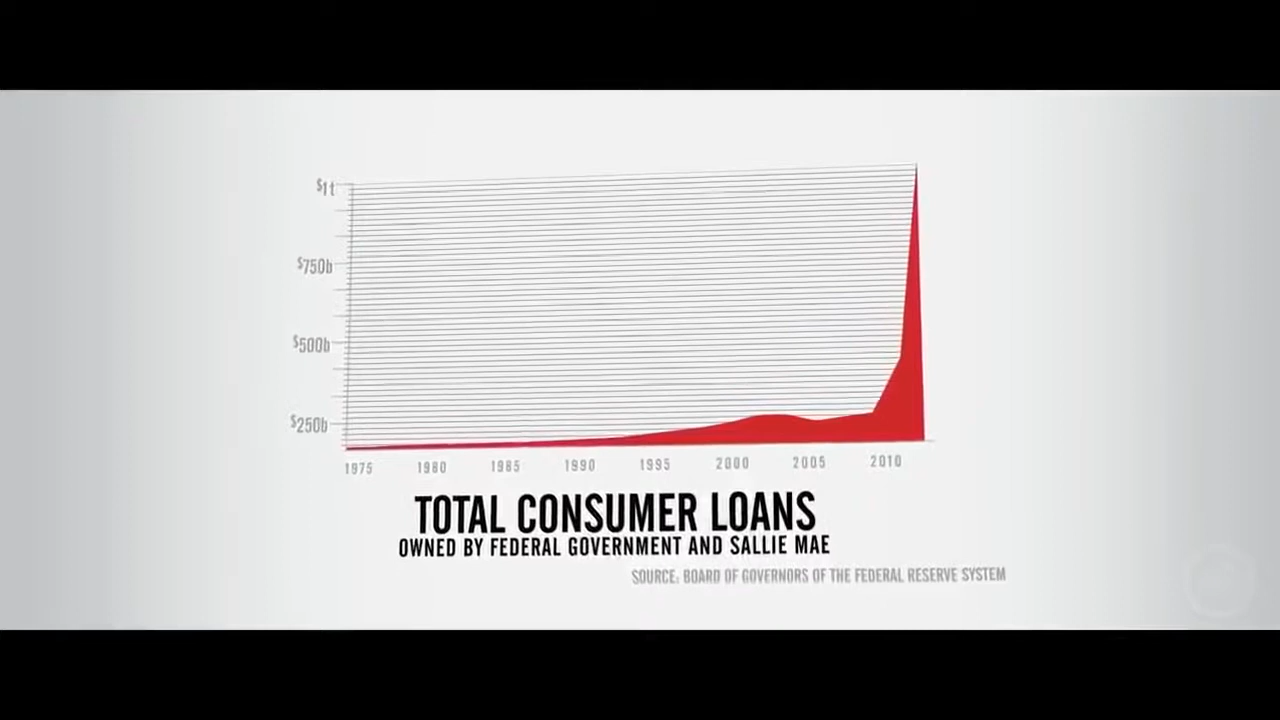 $1t
$750b
$500b
$250b
1975 1980 1985 1990 1995 2000 2005 2010
TOTAL CONSUMER LOANS
OWNED BY FEDERAL GOVERNMENT AND SALLIE MAE
SOURCE: BOARD OF GOVERNORS OF THE FEDERAL RESERVE SYSTEM